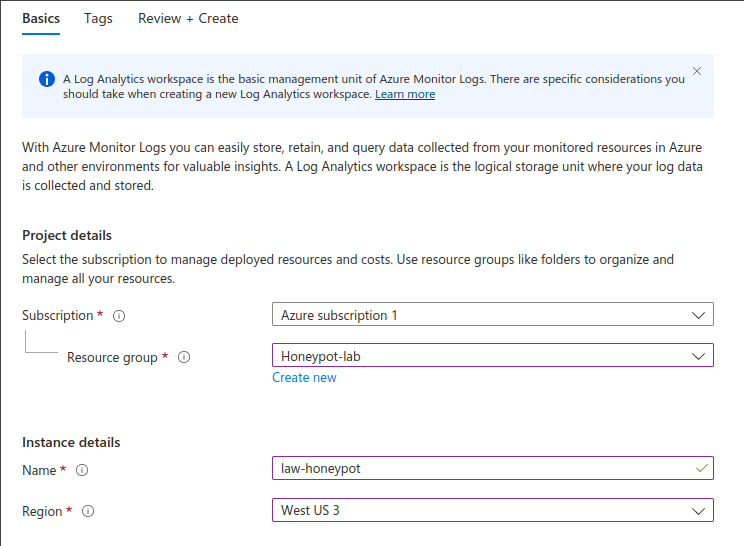 Basics Tags Review + Create
A Log Analytics workspace is the basic management unit of Azure Monitor Logs. There are specific considerations you
should take when creating a new Log Analytics workspace. Learn more
With Azure Monitor Logs you can easily store, retain, and query data collected from your monitored resources in Azure
and other environments for valuable insights. A Log Analytics workspace is the logical storage unit where your log data
is collected and stored.
Project details
Select the subscription to manage deployed resources and costs. Use resource groups like folders to organize and
manage all your resources.
Subscription * Azure subscription 1
Resource group * Honeypot-lab
Create new
Instance details
Name * law-honeypot
Region * West US 3